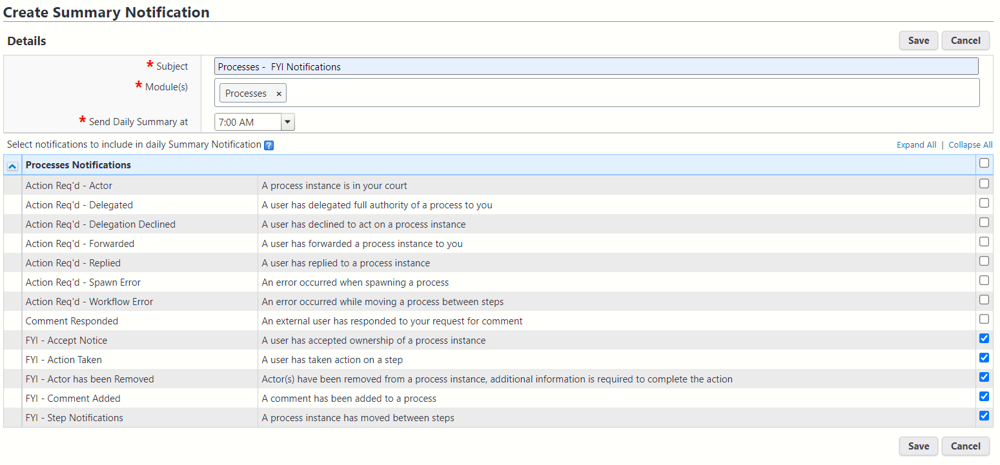 Create Summary Notification
Details
Save Cancel
* Subject Processes -  FYI Notifications
* Module(s) Processes ×
* Send Daily Summary at 7:00 AM
Select notifications to include in daily Summary Notification ? Expand All | Collapse All
Processes Notifications
Action Req'd - Actor A process instance is in your court
Action Req'd - Delegated A user has delegated full authority of a process to you
Action Req'd - Delegation Declined A user has declined to act on a process instance
Action Req'd - Forwarded A user has forwarded a process instance to you
Action Req'd - Replied A user has replied to a process instance
Action Req'd - Spawn Error An error occurred when spawning a process
Action Req'd - Workflow Error An error occurred while moving a process between steps
Comment Responded An external user has responded to your request for comment
FYI - Accept Notice A user has accepted ownership of a process instance
FYI - Action Taken A user has taken action on a step
FYI - Actor has been Removed Actor(s) have been removed from a process instance, additional information is required to complete the action
FYI - Comment Added A comment has been added to a process
FYI - Step Notifications A process instance has moved between steps
Save Cancel